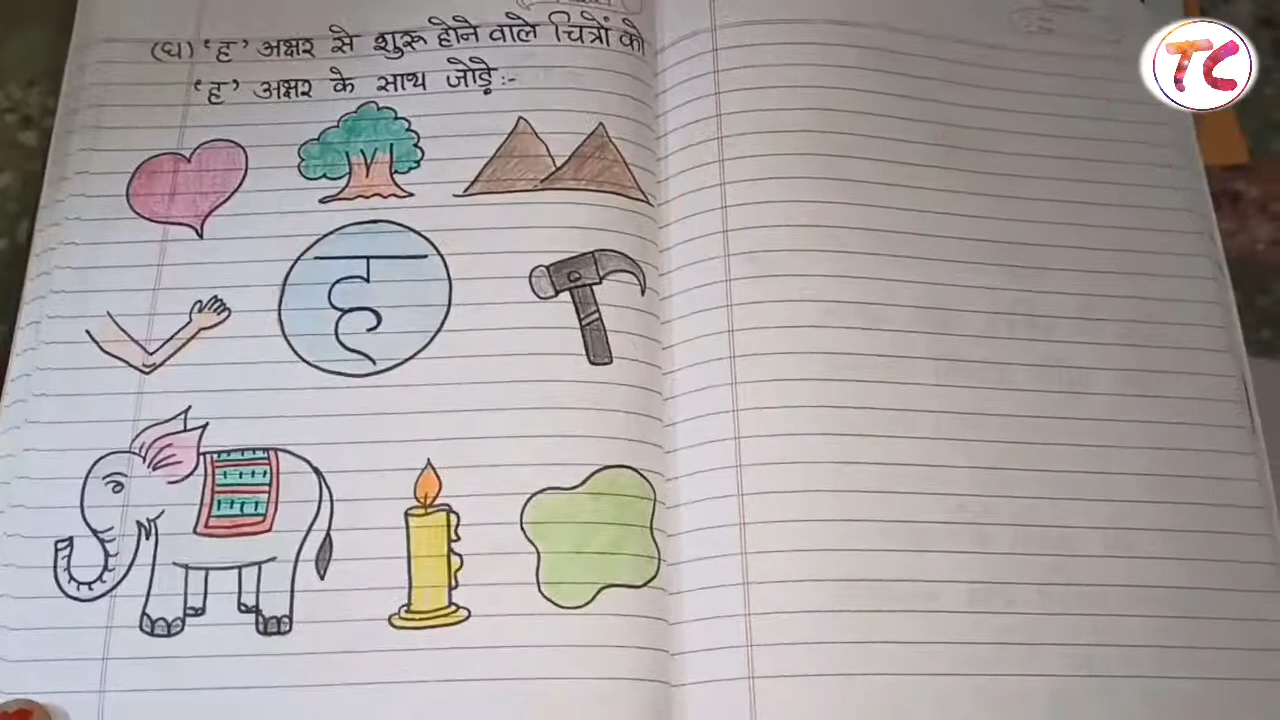 (घ) 'ह' अक्षर से शुरू होने वाले चित्रों को
'ह' अक्षर के साथ जोड़े :-
ह
TC